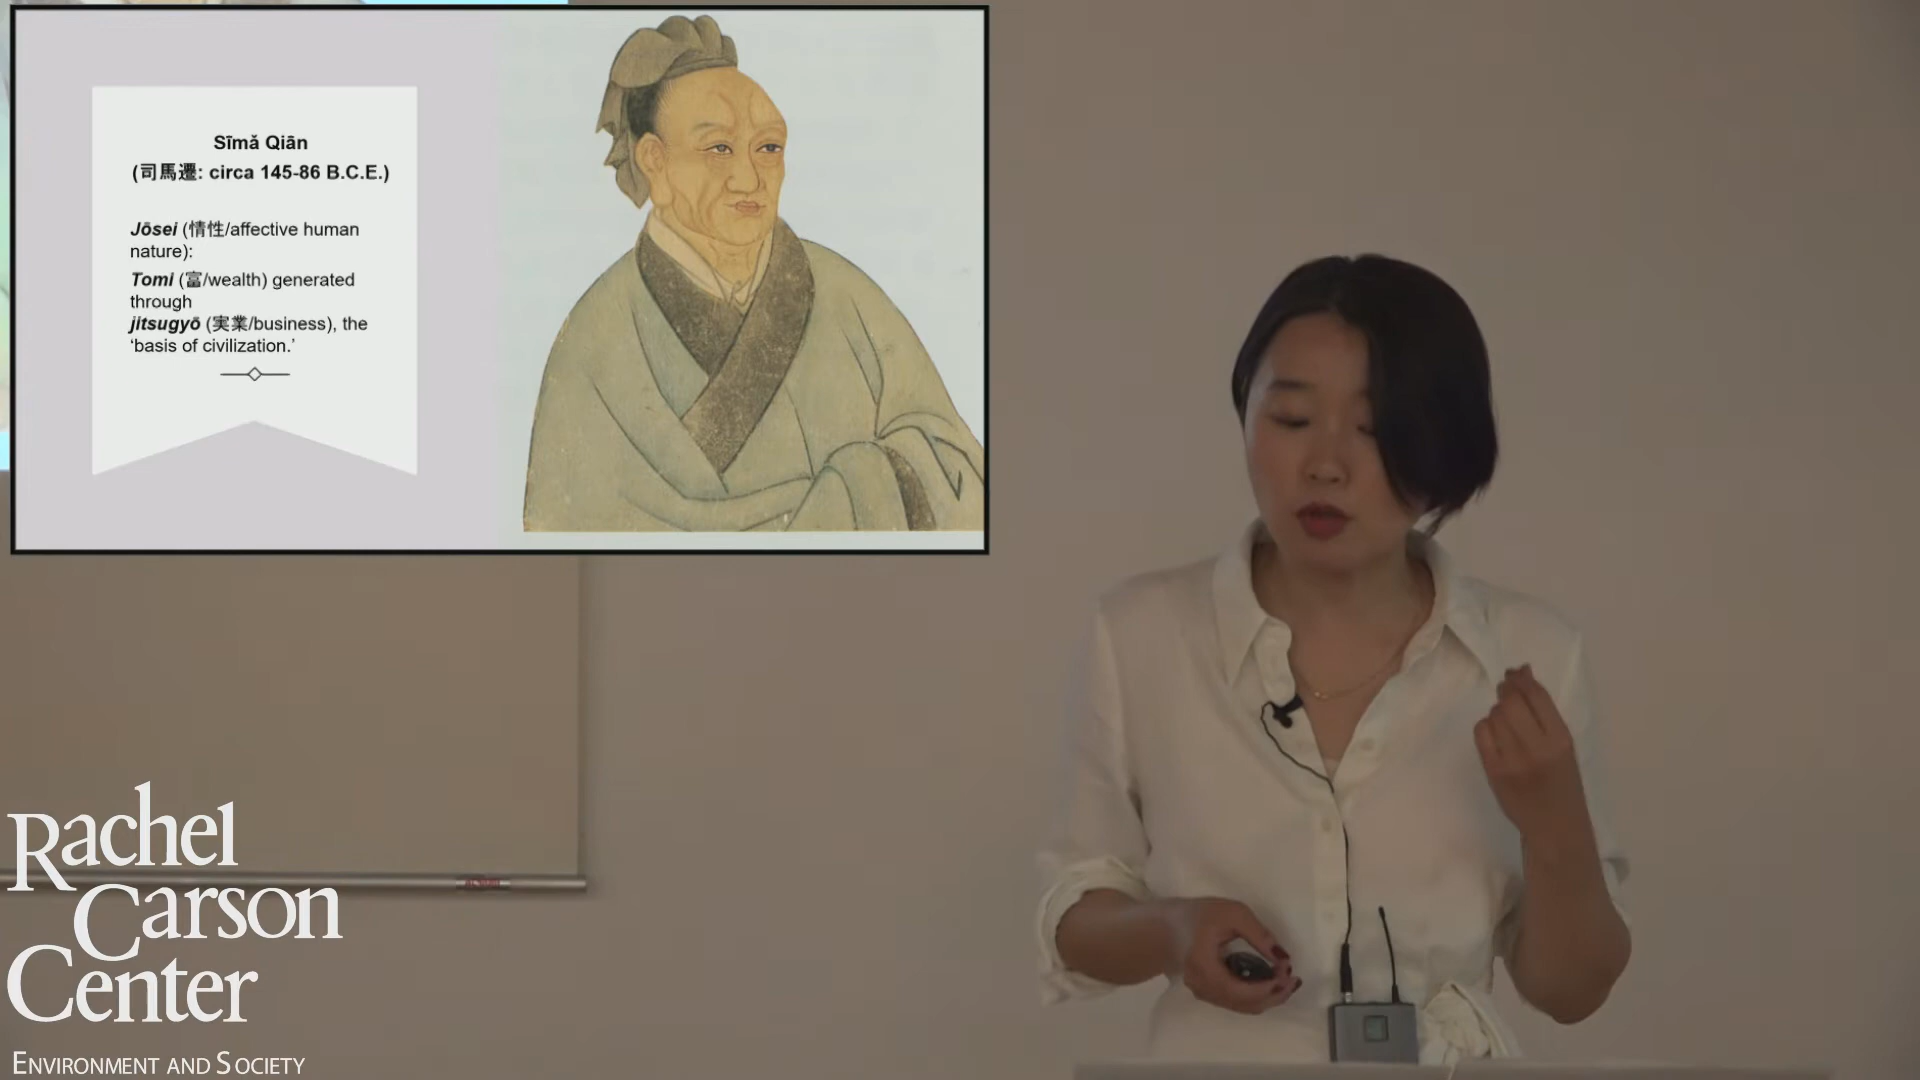 Sīmǎ Qiān
(司馬遷: circa 145-86 B.C.E.)
Jōsei (情性/affective human
nature):
Tomi (富/wealth) generated
through
jitsugyō (実業/business), the
‘basis of civilization.’
Rachel
Carson
Center
ENVIRONMENT AND SOCIETY